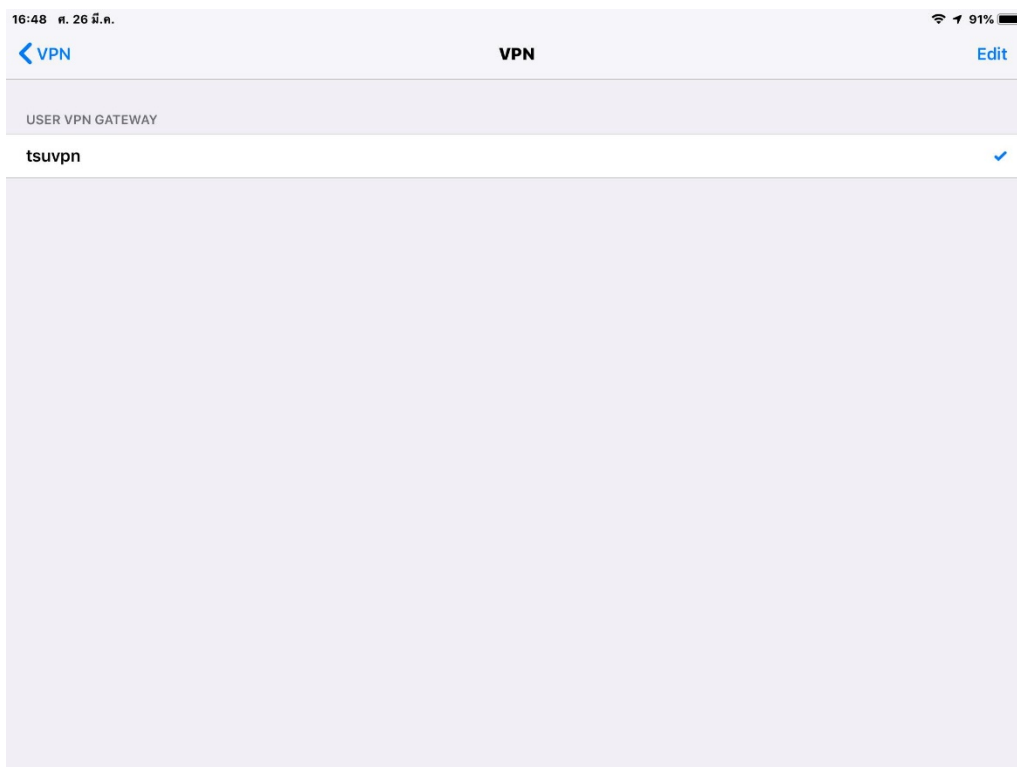 16:48 ศ. 26 มี.ค. 91%
VPN VPN Edit
USER VPN GATEWAY
tsuvpn